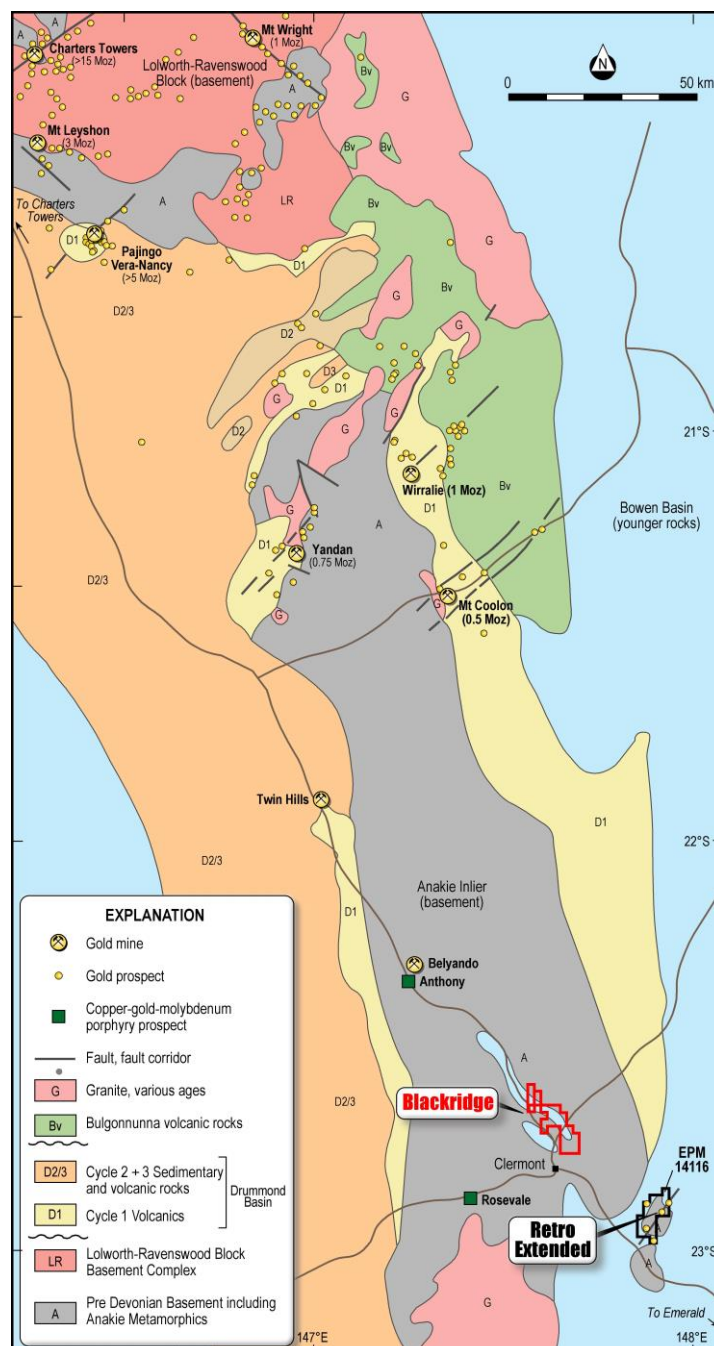 A
A
Charters Towers
(>15 Moz)
Mt Wright
(1 Moz)
Lolworth-Ravenswood
Block (basement)
A
Bv
G
N
0
50 km
Mt Leyshon
(3 Moz)
Bv
Bv
A
LR
Bv
To Charters
Towers
D1
Pajingo
Vera-Nancy
(>5 Moz)
D1
G
Bv
D2/3
G
D2
G
D3
D1
G
D2
G
G
21°S
Wirralie (1 Moz)
Bv
D1
Bowen Basin
(younger rocks)
G
A
D1
Yandan
(0.75 Moz)
D2/3
G
Mt Coolon
(0.5 Moz)
G
Twin Hills
D1
22°S
D2/3
Anakie Inlier
(basement)
D1
Belyando
Anthony
A
Blackridge
D2/3
Clermont
EPM
14116
Rosevale
A
Retro
Extended
23°S
A
G
To Emerald
147°E
148°E
EXPLANATION
Gold mine
Gold prospect
Copper-gold-molybdenum
porphyry prospect
Fault, fault corridor
G Granite, various ages
Bv Bulgonnunna volcanic rocks
D2/3 Cycle 2 + 3 Sedimentary
and volcanic rocks
Drummond
Basin
D1 Cycle 1 Volcanics
LR Lolworth-Ravenswood Block
Basement Complex
A Pre Devonian Basement including
Anakie Metamorphics